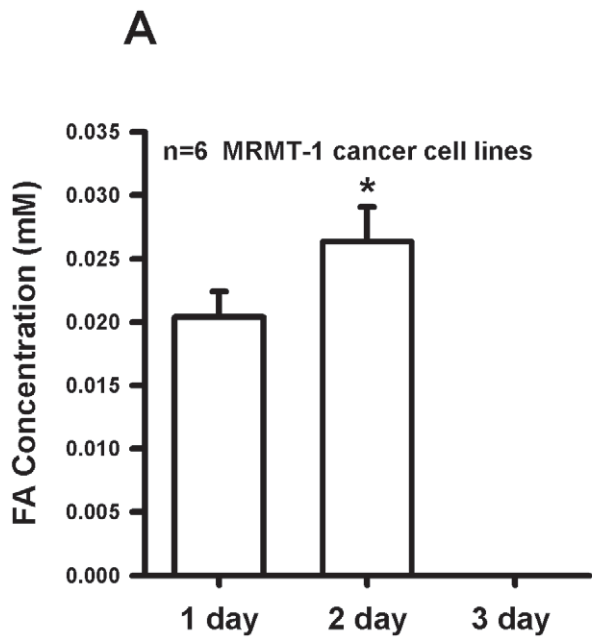 A
n=6 MRMT-1 cancer cell lines
*
FA Concentration (mM)
0.035
0.030
0.025
0.020
0.015
0.010
0.005
0.000
1 day 2 day 3 day